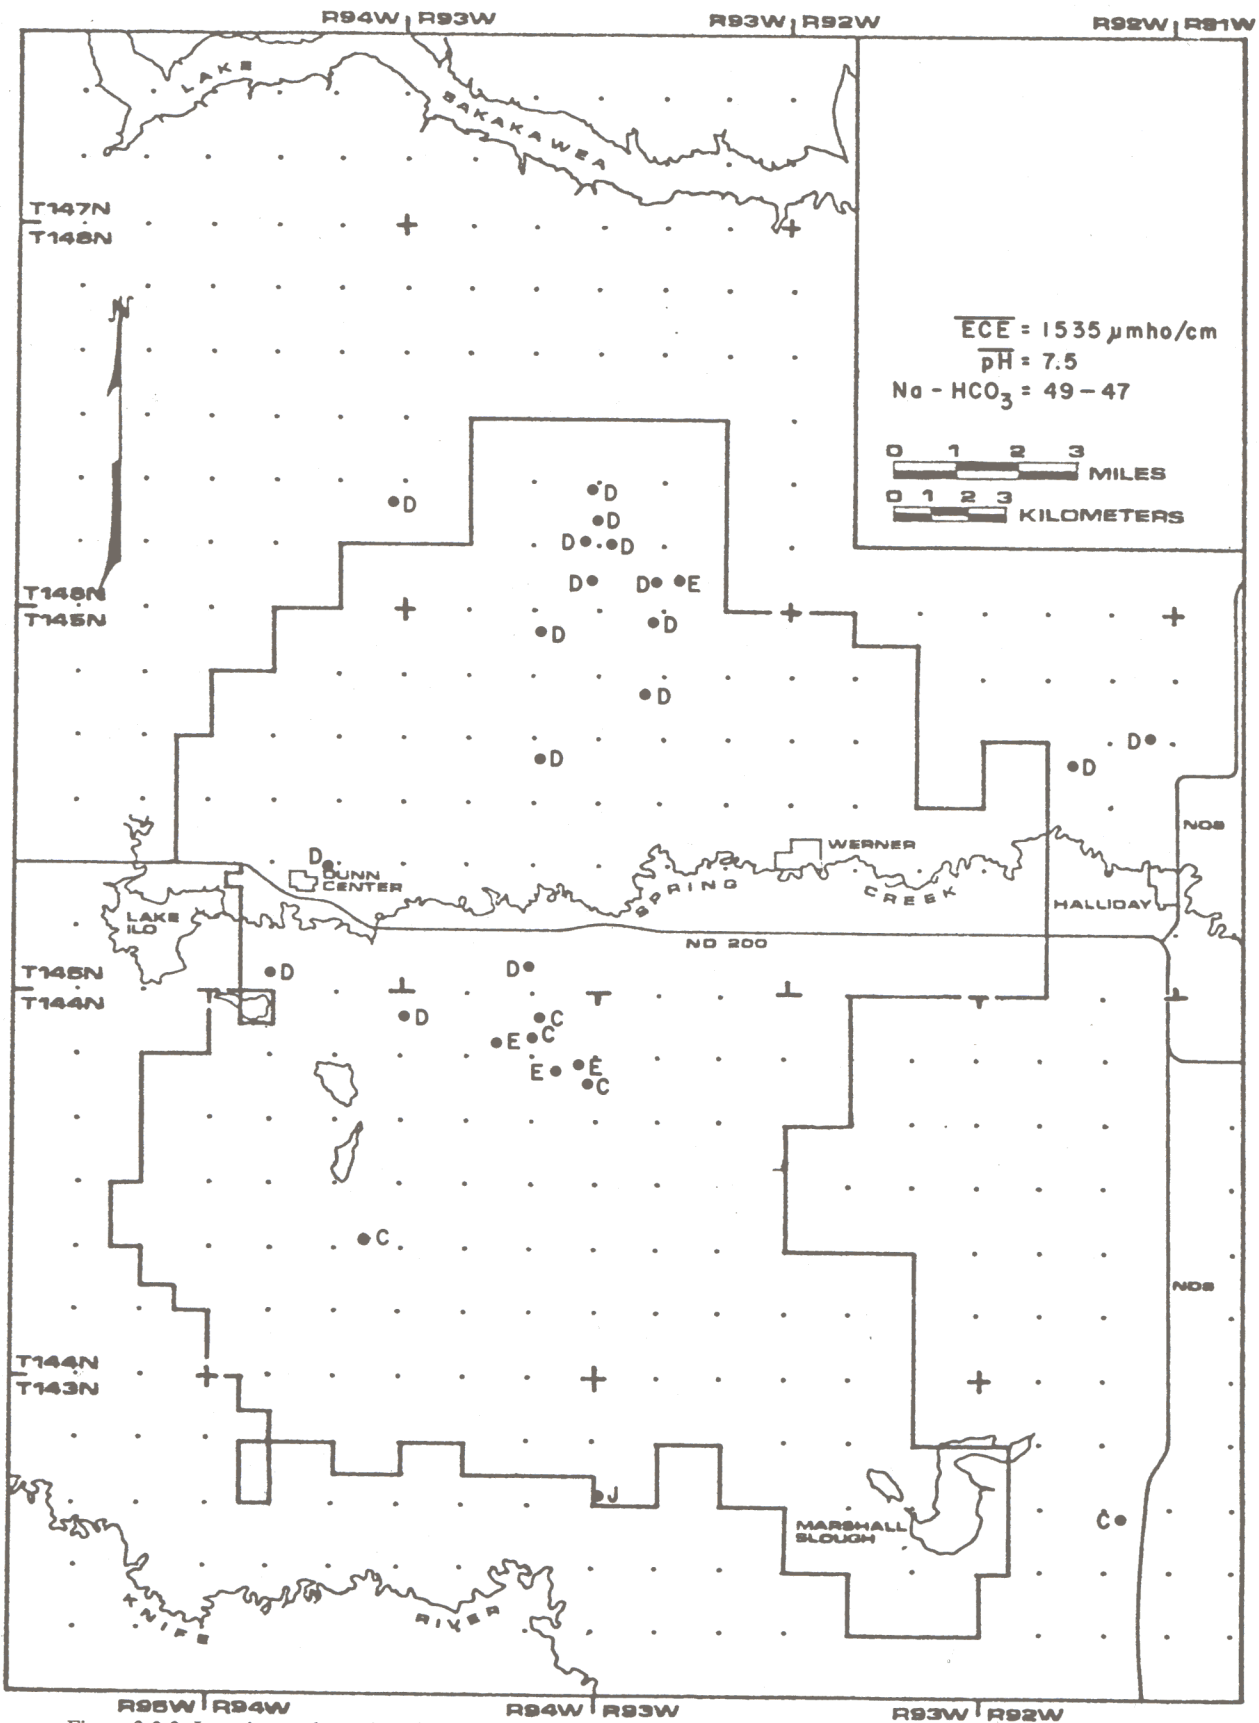 R94W R93W
R93W R92W
R92W R91W
LAKE
SAKAKAWEA
T147N
T146N
N
ECE = 1535 µmho/cm
pH = 7.5
Na - HCO3 = 49 - 47
0 1 2 3
MILES
0 1 2 3
KILOMETERS
D
D
D
D D
D D E
T146N
T145N
D D
D
D
D
D
ND8
WERNER
D
DUNN
CENTER
SPRING
CREEK
HALLIDAY
LAKE
ILO
ND 200
T145N
T144N
D
D
D
C
E C
E
E
C
C
ND8
T144N
T143N
J
C
MARSHALL
SLOUGH
KNIFE
RIVER
R95W R94W
R94W R93W
R93W R92W